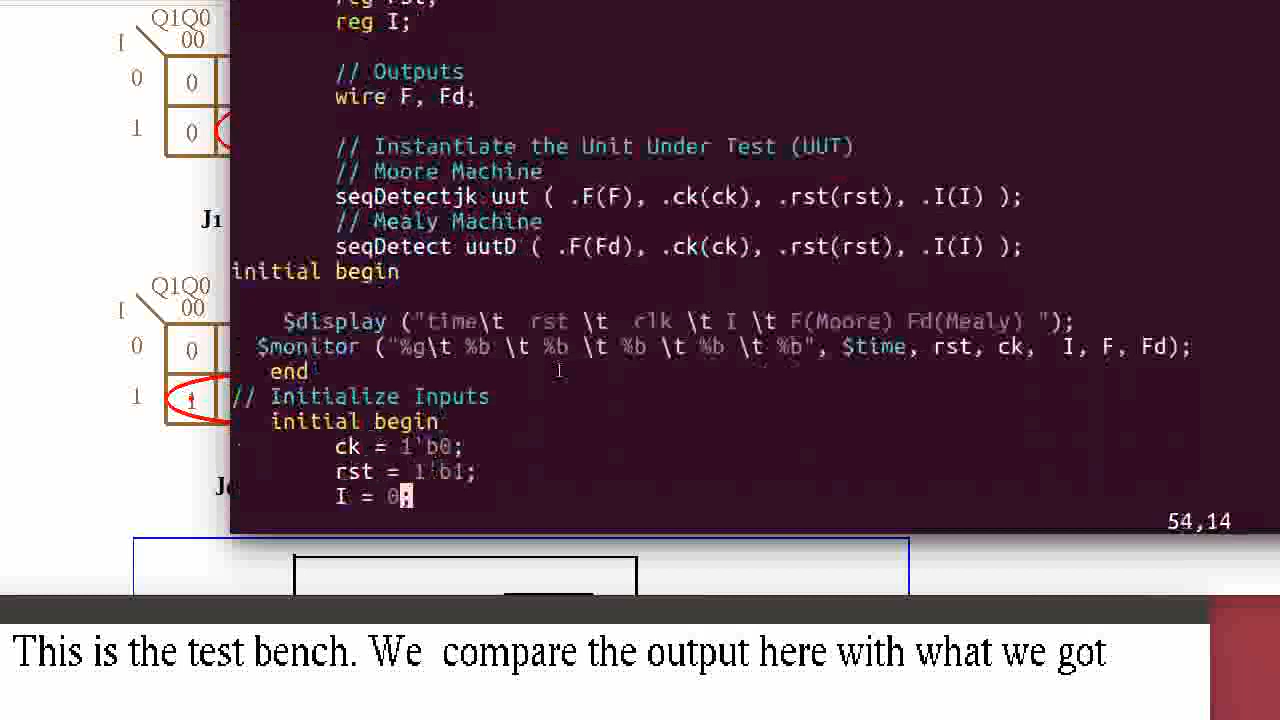 Q1Q0
I 00
0 0
1 0
J1
Q1Q0
I 00
0 0
1 1
reg I;
// Outputs
wire F, Fd;
// Instantiate the Unit Under Test (UUT)
// Moore Machine
seqDetectjk uut ( .F(F), .ck(ck), .rst(rst), .I(I) );
// Mealy Machine
seqDetect uutD ( .F(Fd), .ck(ck), .rst(rst), .I(I) );
initial begin
$display ("time\t  rst \t  clk \t I \t F(Moore) Fd(Mealy) ");
$monitor ("%g\t %b \t %b \t %b \t %b \t %b", $time, rst, ck,  I, F, Fd);
end
// Initialize Inputs
initial begin
ck = 1'b0;
rst = 1'b1;
I = 0;
54,14
This is the test bench. We  compare the output here with what we got